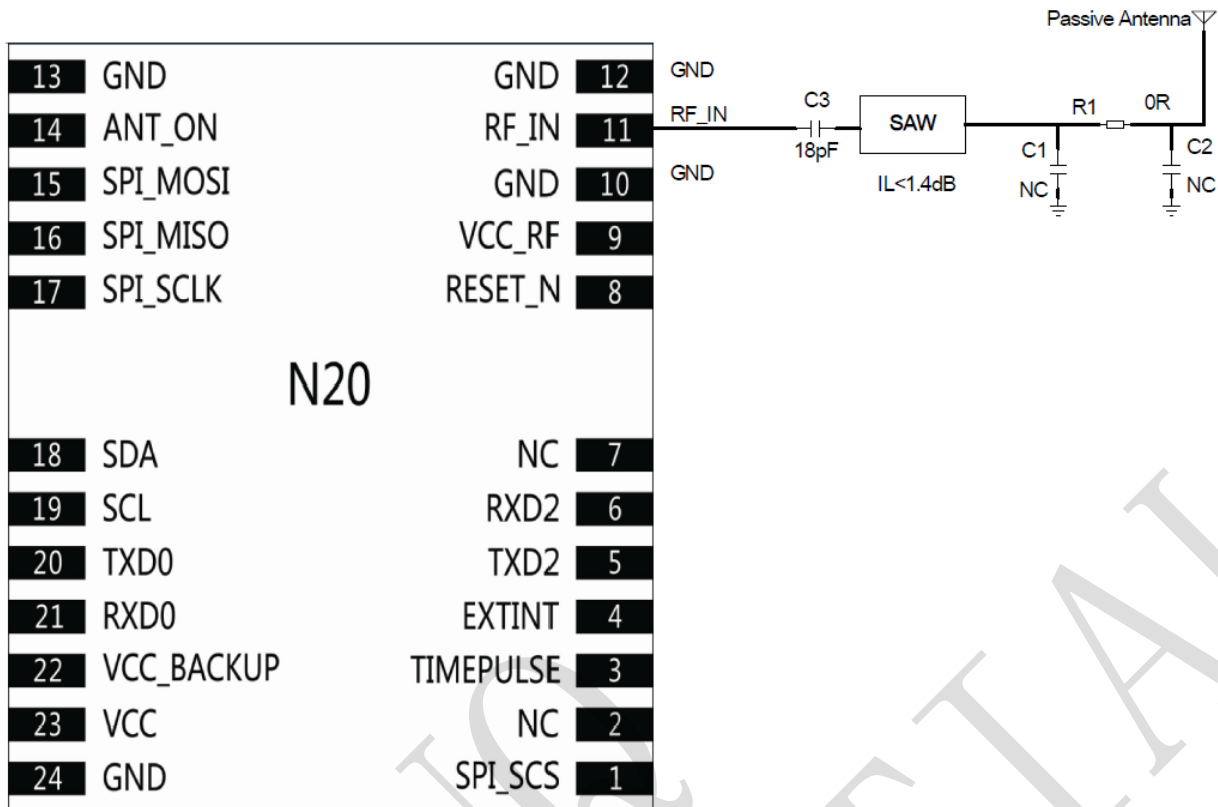 Passive Antenna
13 GND GND 12 GND
14 ANT_ON RF_IN 11 RF_IN C3 18pF SAW IL<1.4dB R1 0R C1 NC C2 NC
15 SPI_MOSI GND 10 GND
16 SPI_MISO VCC_RF 9
17 SPI_SCLK RESET_N 8
N20
18 SDA NC 7
19 SCL RXD2 6
20 TXD0 TXD2 5
21 RXD0 EXTINT 4
22 VCC_BACKUP TIMEPULSE 3
23 VCC NC 2
24 GND SPI_SCS 1